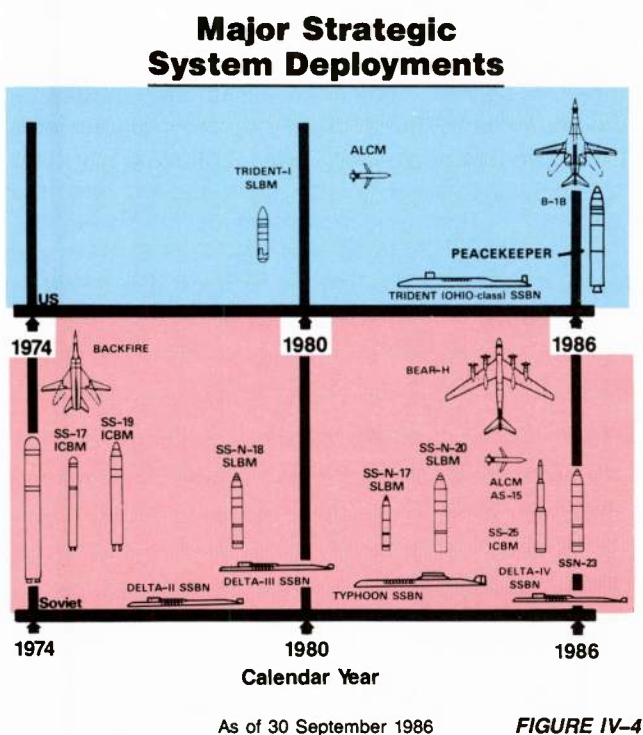 Major Strategic
System Deployments
TRIDENT-I
SLBM
ALCM
B-1B
PEACEKEEPER
TRIDENT (OHIO-class) SSBN
US
1974
1980
1986
BACKFIRE
BEAR-H
SS-17
ICBM
SS-19
ICBM
SS-N-18
SLBM
SS-N-17
SLBM
SS-N-20
SLBM
ALCM
AS-15
SS-25
ICBM
SSN-23
DELTA-II SSBN
DELTA-III SSBN
TYPHOON SSBN
DELTA-IV
SSBN
Soviet
1974
1980
1986
Calendar Year
As of 30 September 1986
FIGURE IV-4